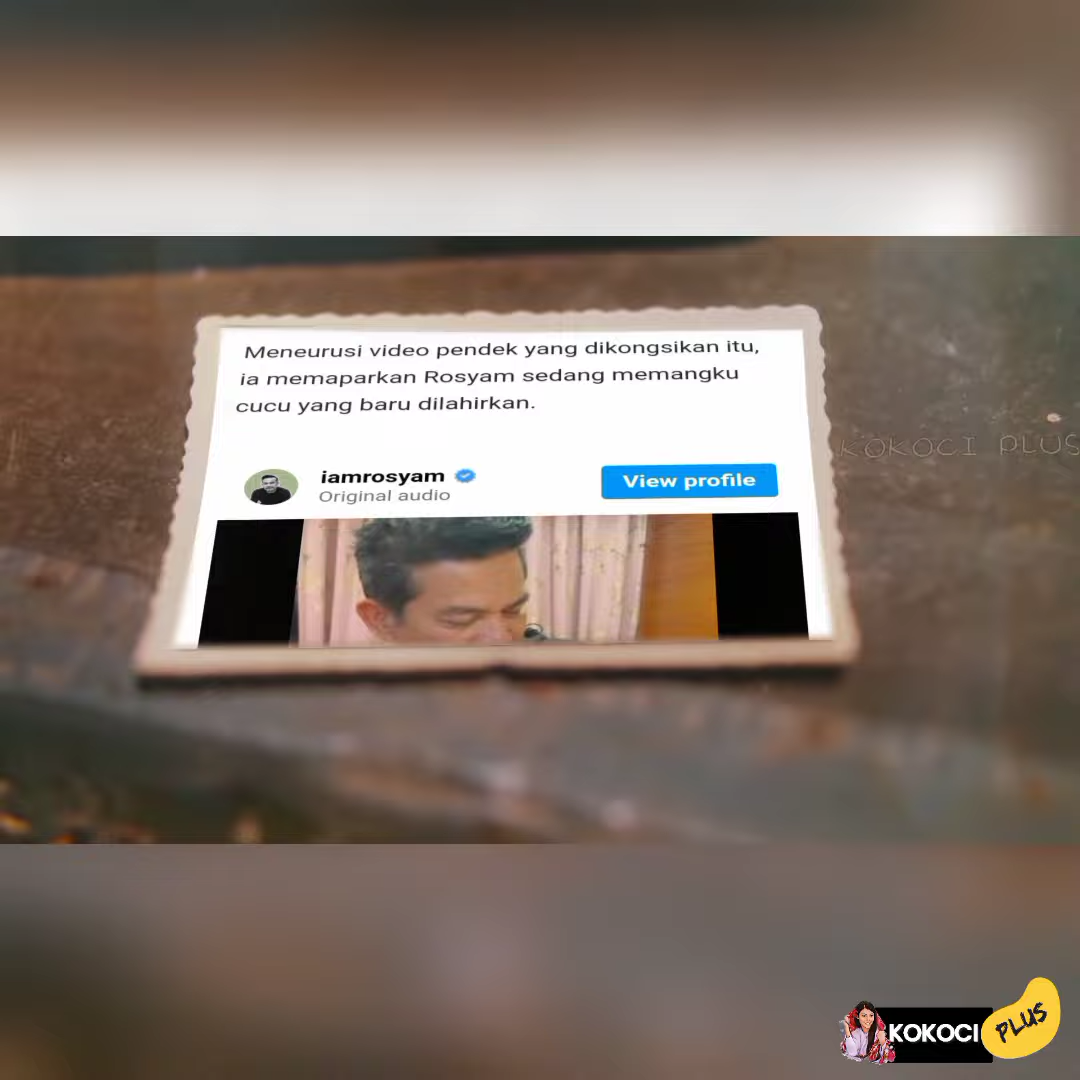 Meneurusi video pendek yang dikongsikan itu,
ia memaparkan Rosyam sedang memangku
cucu yang baru dilahirkan.
iamrosyam
View profile
Original audio
KOKOCI PLUS
KOKOCI PLUS